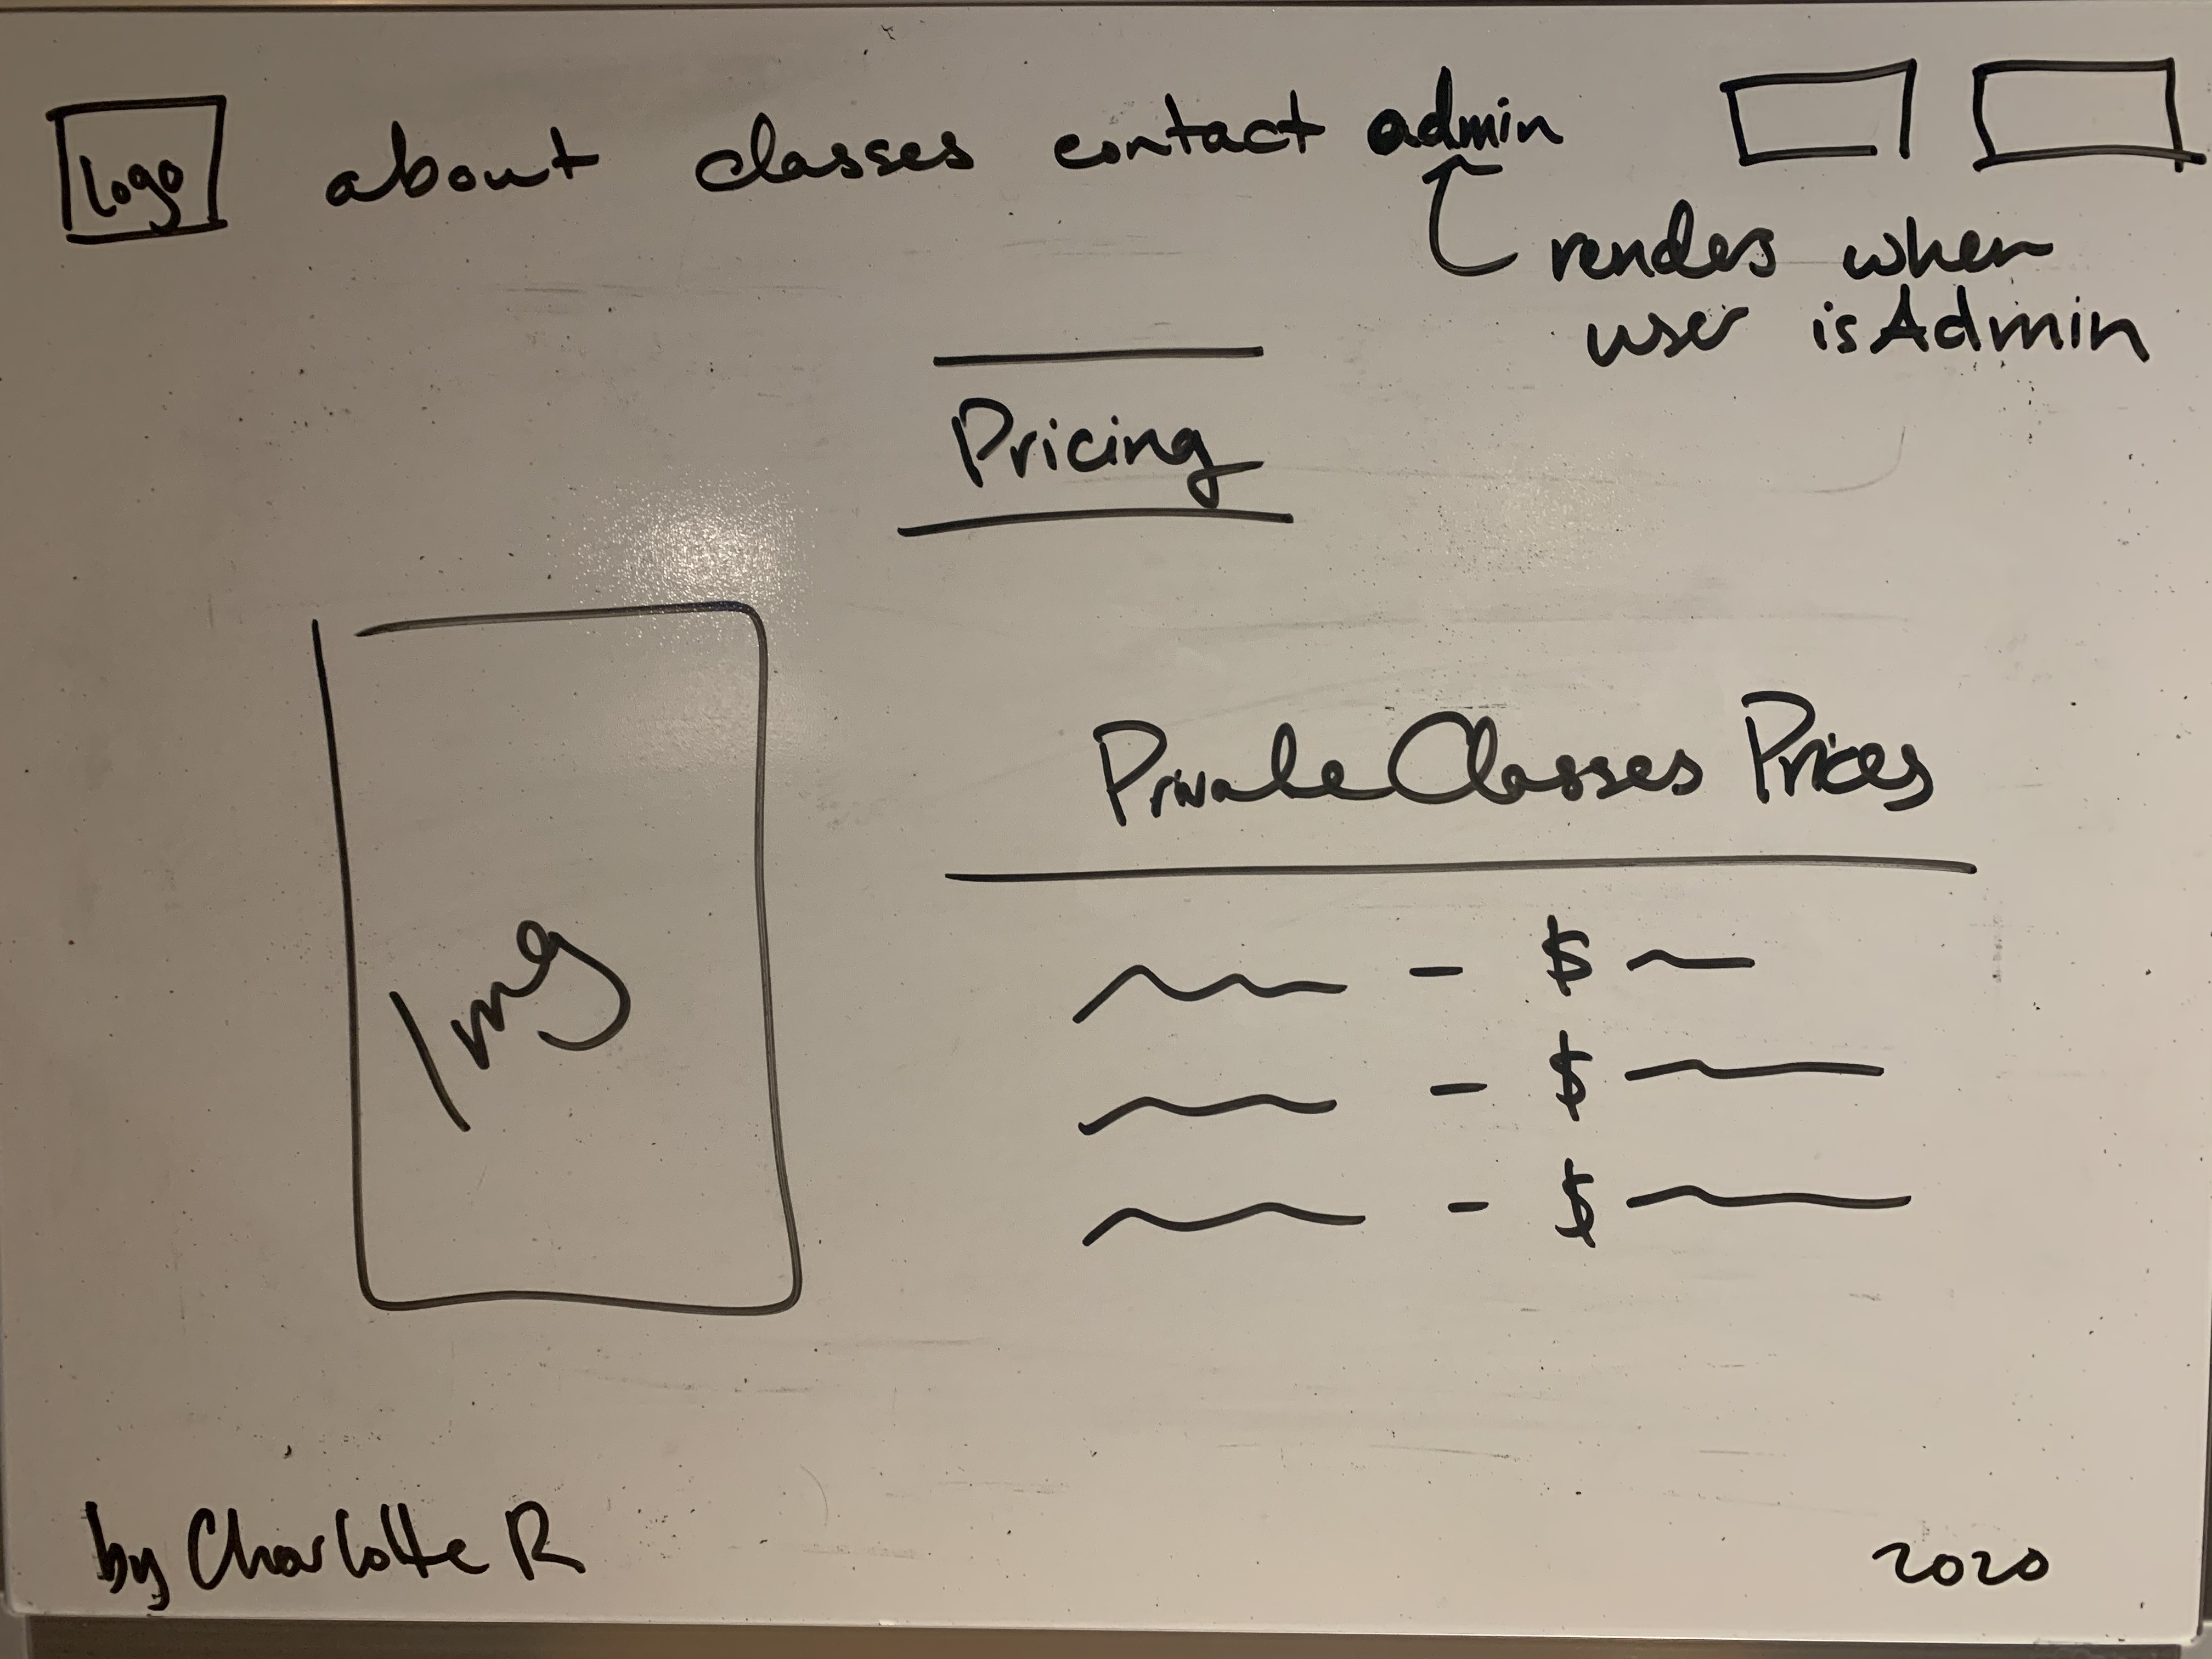 Logo about classes contact admin
renders when
user isAdmin
Pricing
Img
Private Classes Prices
- $
- $
- $
by Charlotte R
2020